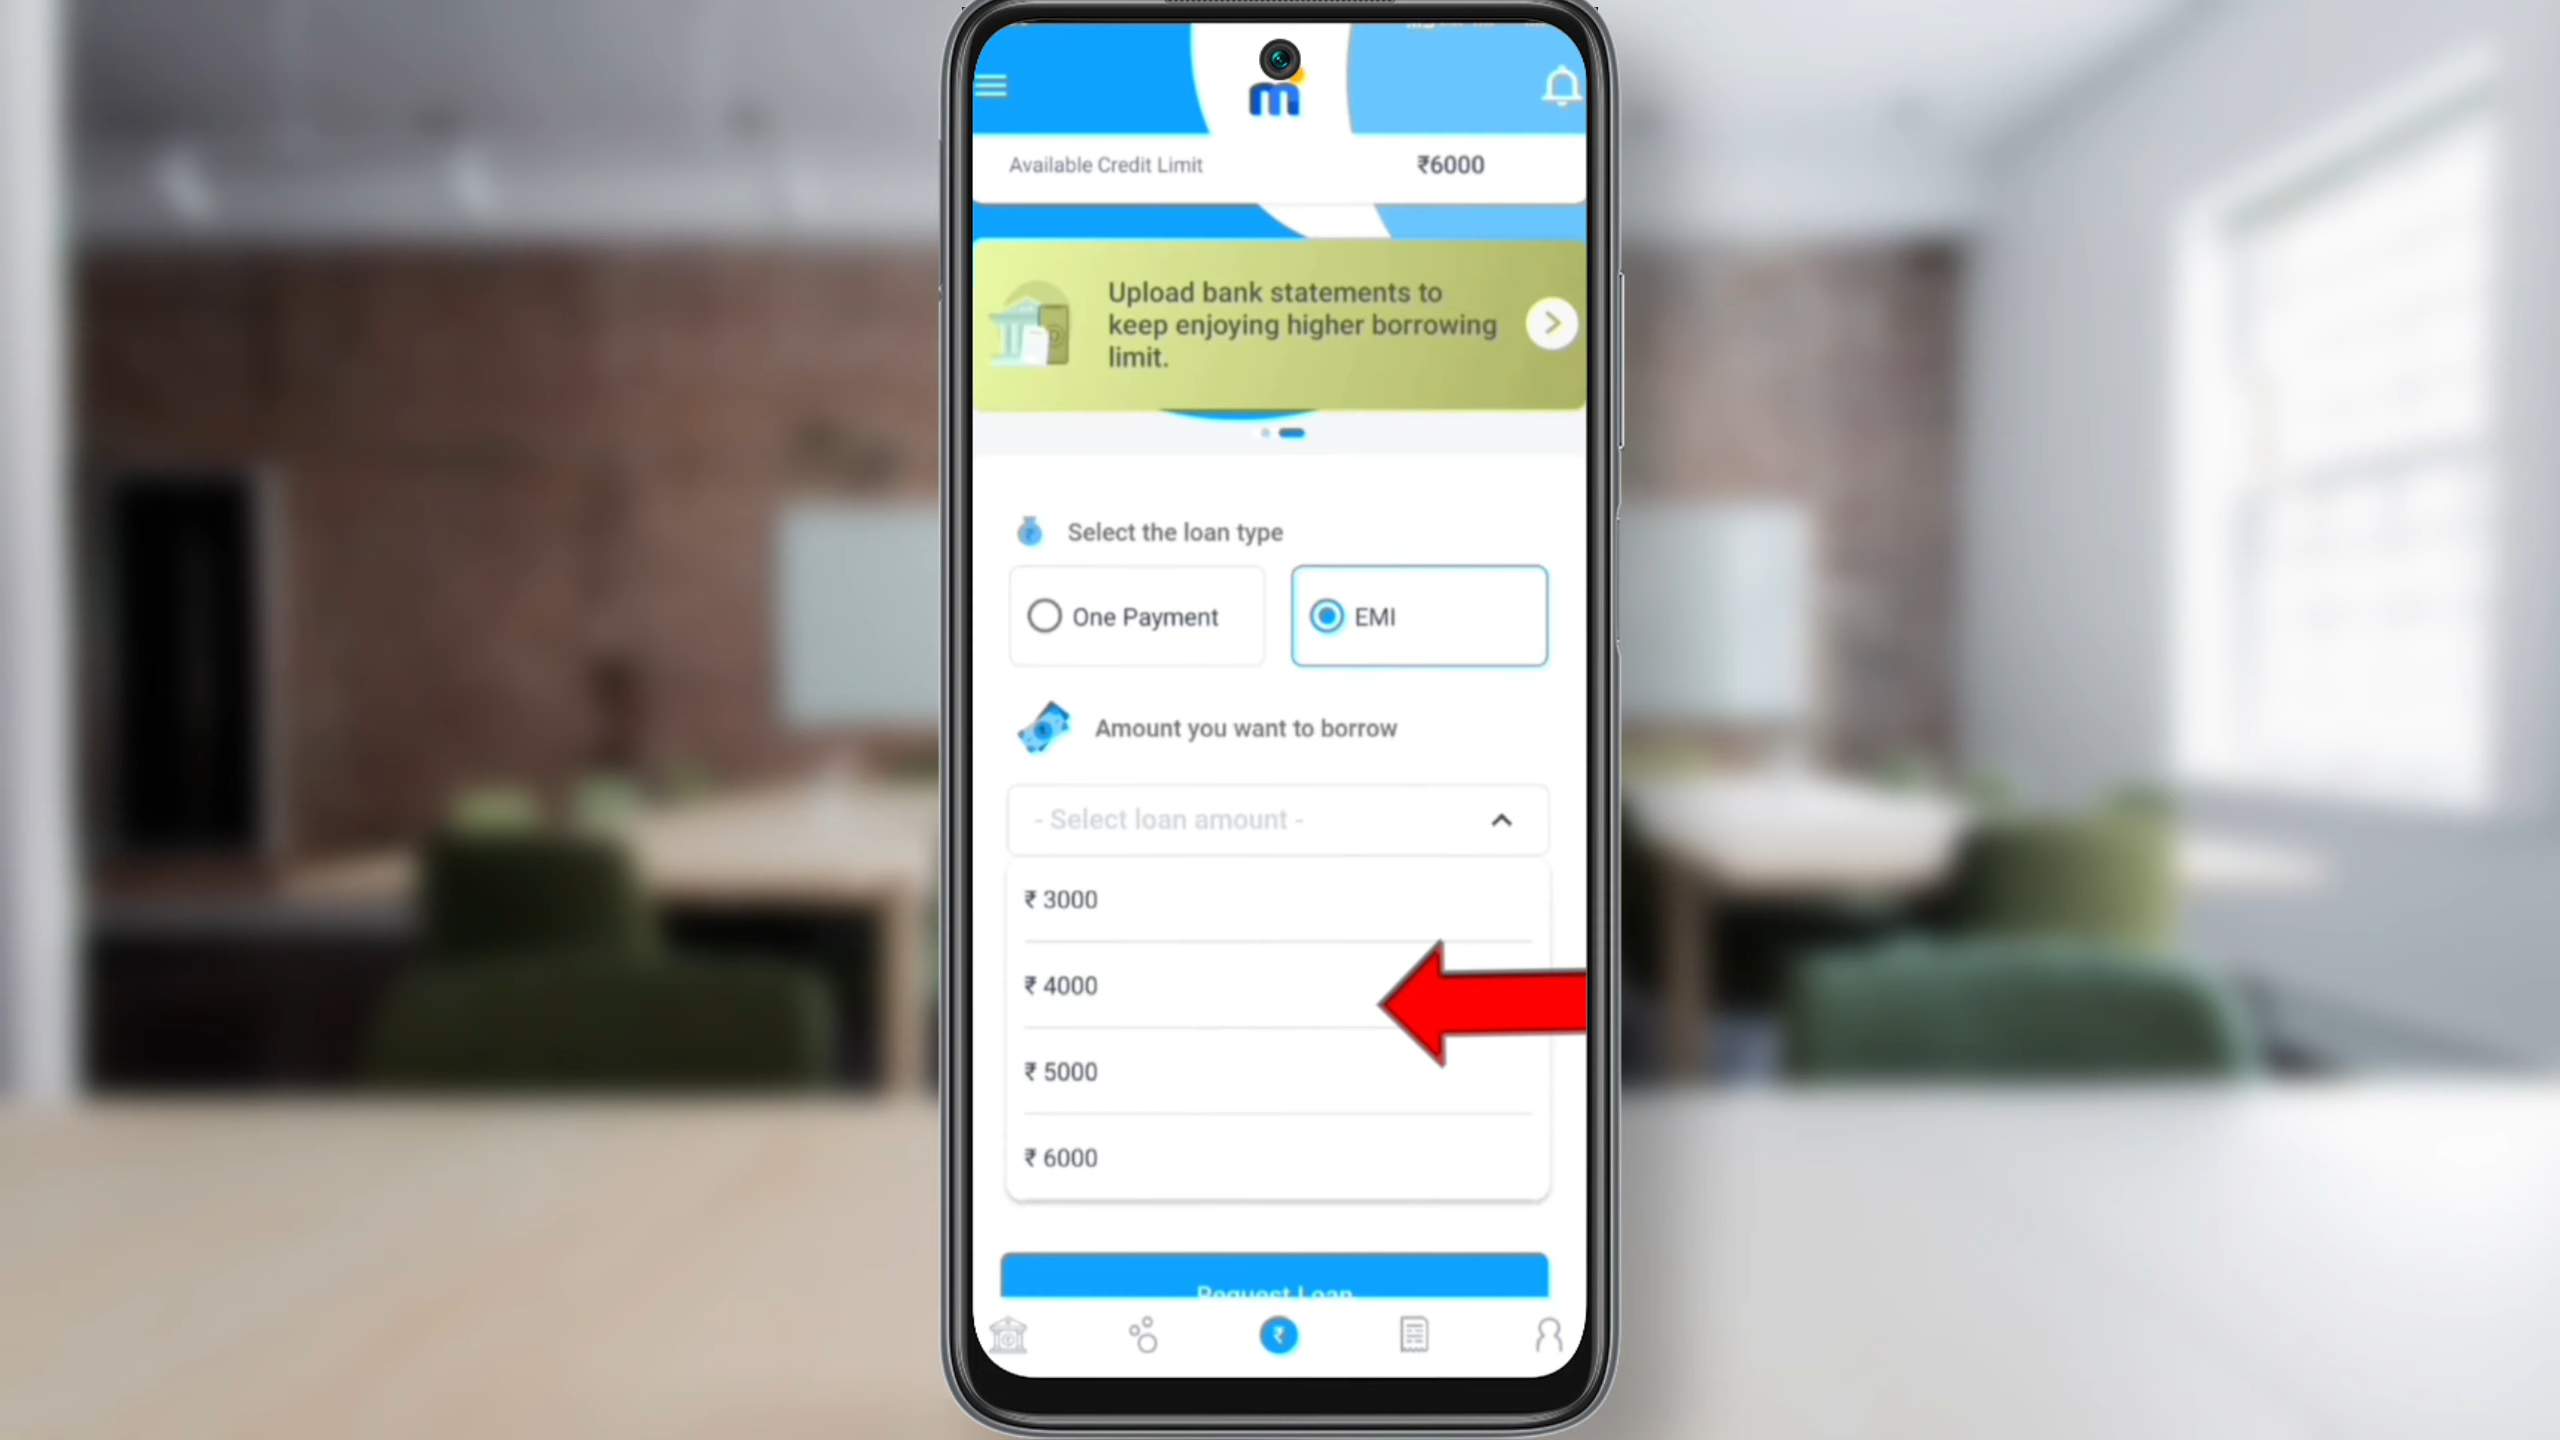 m
Available Credit Limit ₹6000
Upload bank statements to
keep enjoying higher borrowing
limit.
Select the loan type
One Payment EMI
Amount you want to borrow
- Select loan amount -
₹ 3000
₹ 4000
₹ 5000
₹ 6000
Request Loan
₹